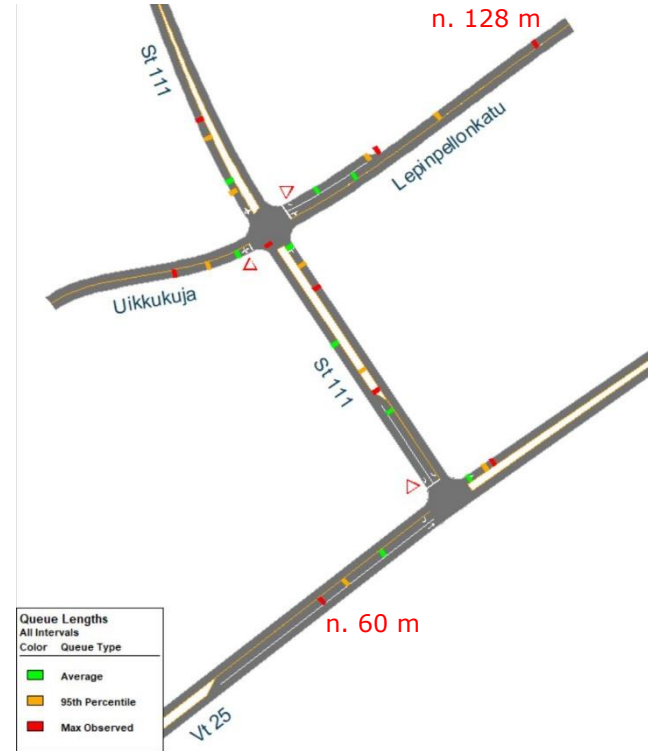 n. 128 m
St 111
Lepinpellonkatu
Uikkukuja
St 111
n. 60 m
Vt 25
Queue Lengths
All Intervals
Color Queue Type
Average
95th Percentile
Max Observed